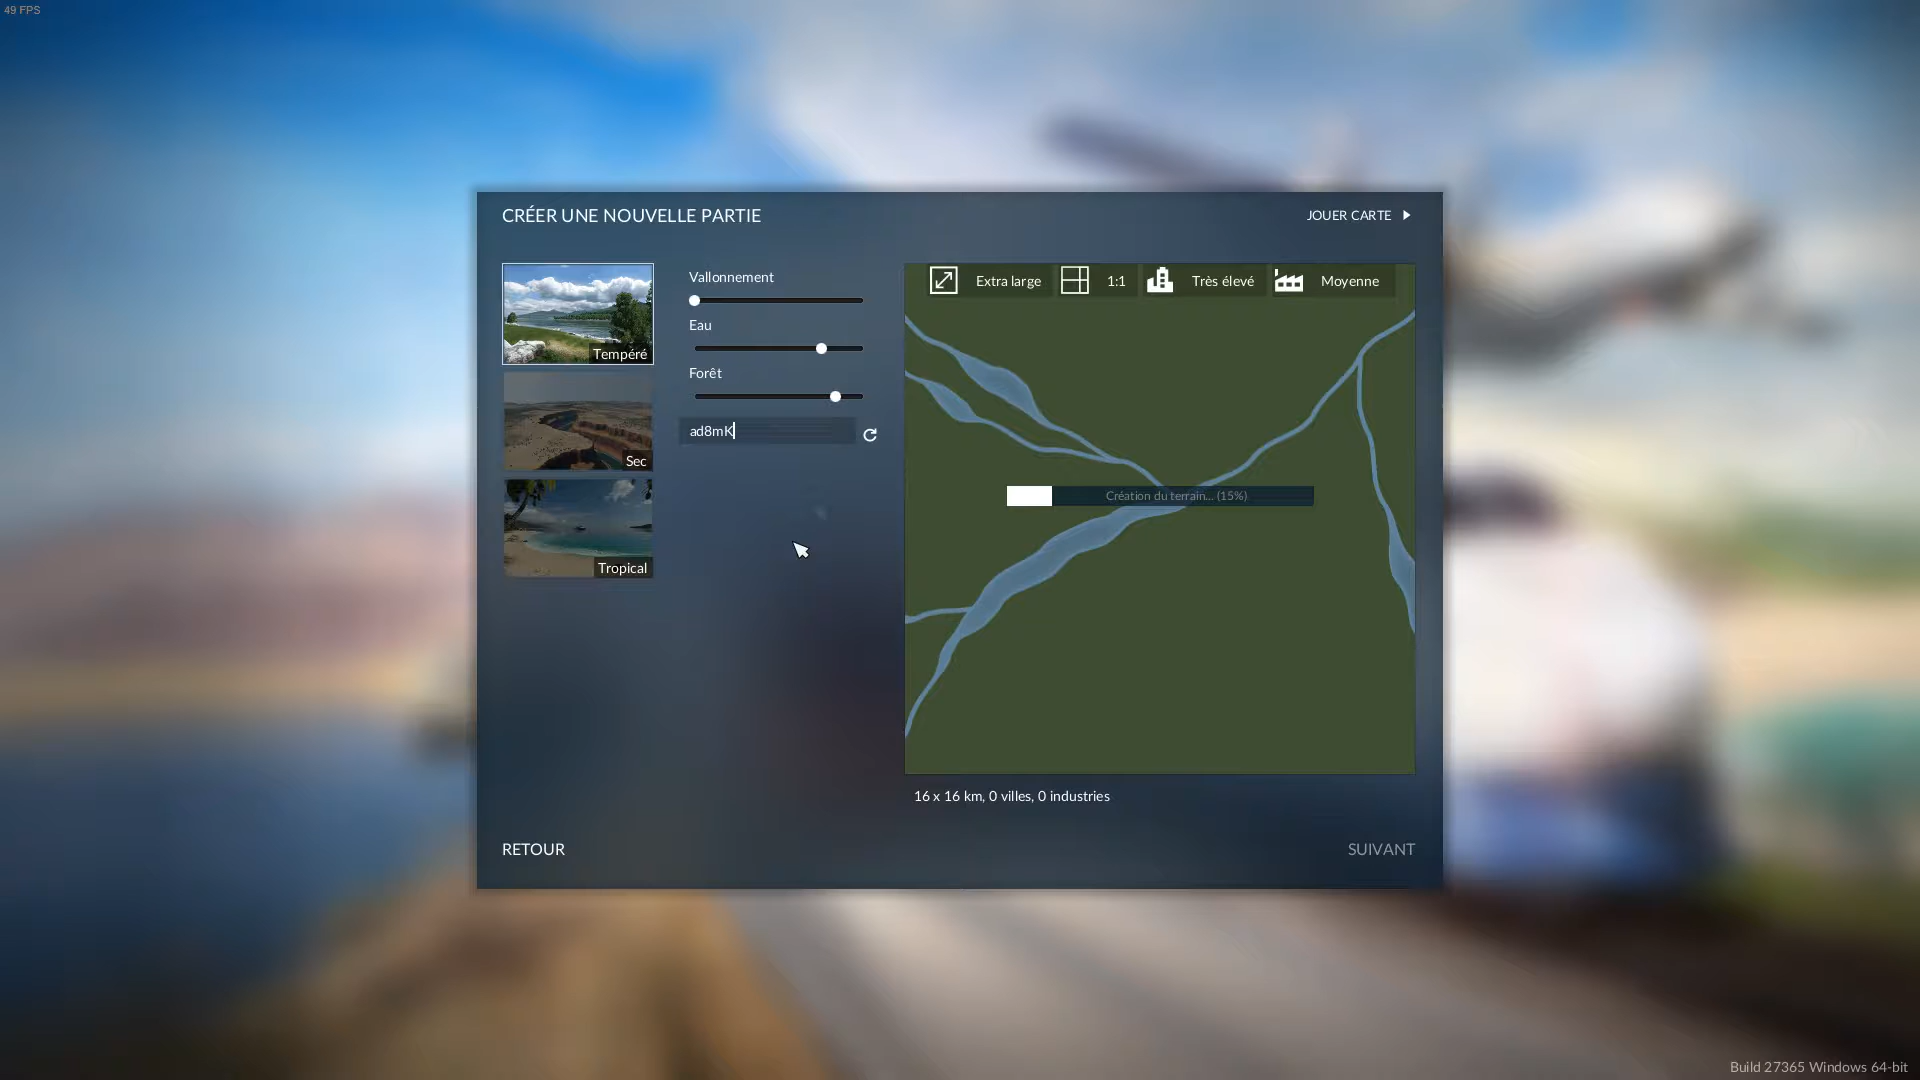 49 FPS
CRÉER UNE NOUVELLE PARTIE
JOUER CARTE
Tempéré
Sec
Tropical
Vallonnement
Eau
Forêt
ad8mK
Extra large
1:1
Très élevé
Moyenne
Création du terrain... (15%)
16 x 16 km, 0 villes, 0 industries
RETOUR
SUIVANT
Build 27365 Windows 64-bit